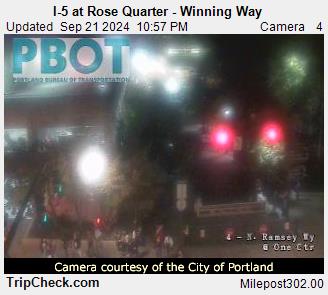 I-5 at Rose Quarter - Winning Way
Updated Sep 21 2024 10:57 PM Camera 4
PBOT
PORTLAND BUREAU OF TRANSPORTATION
4 - N. Ramsey Wy
@ One Ctr
Camera courtesy of the City of Portland
TripCheck.com Milepost302.00